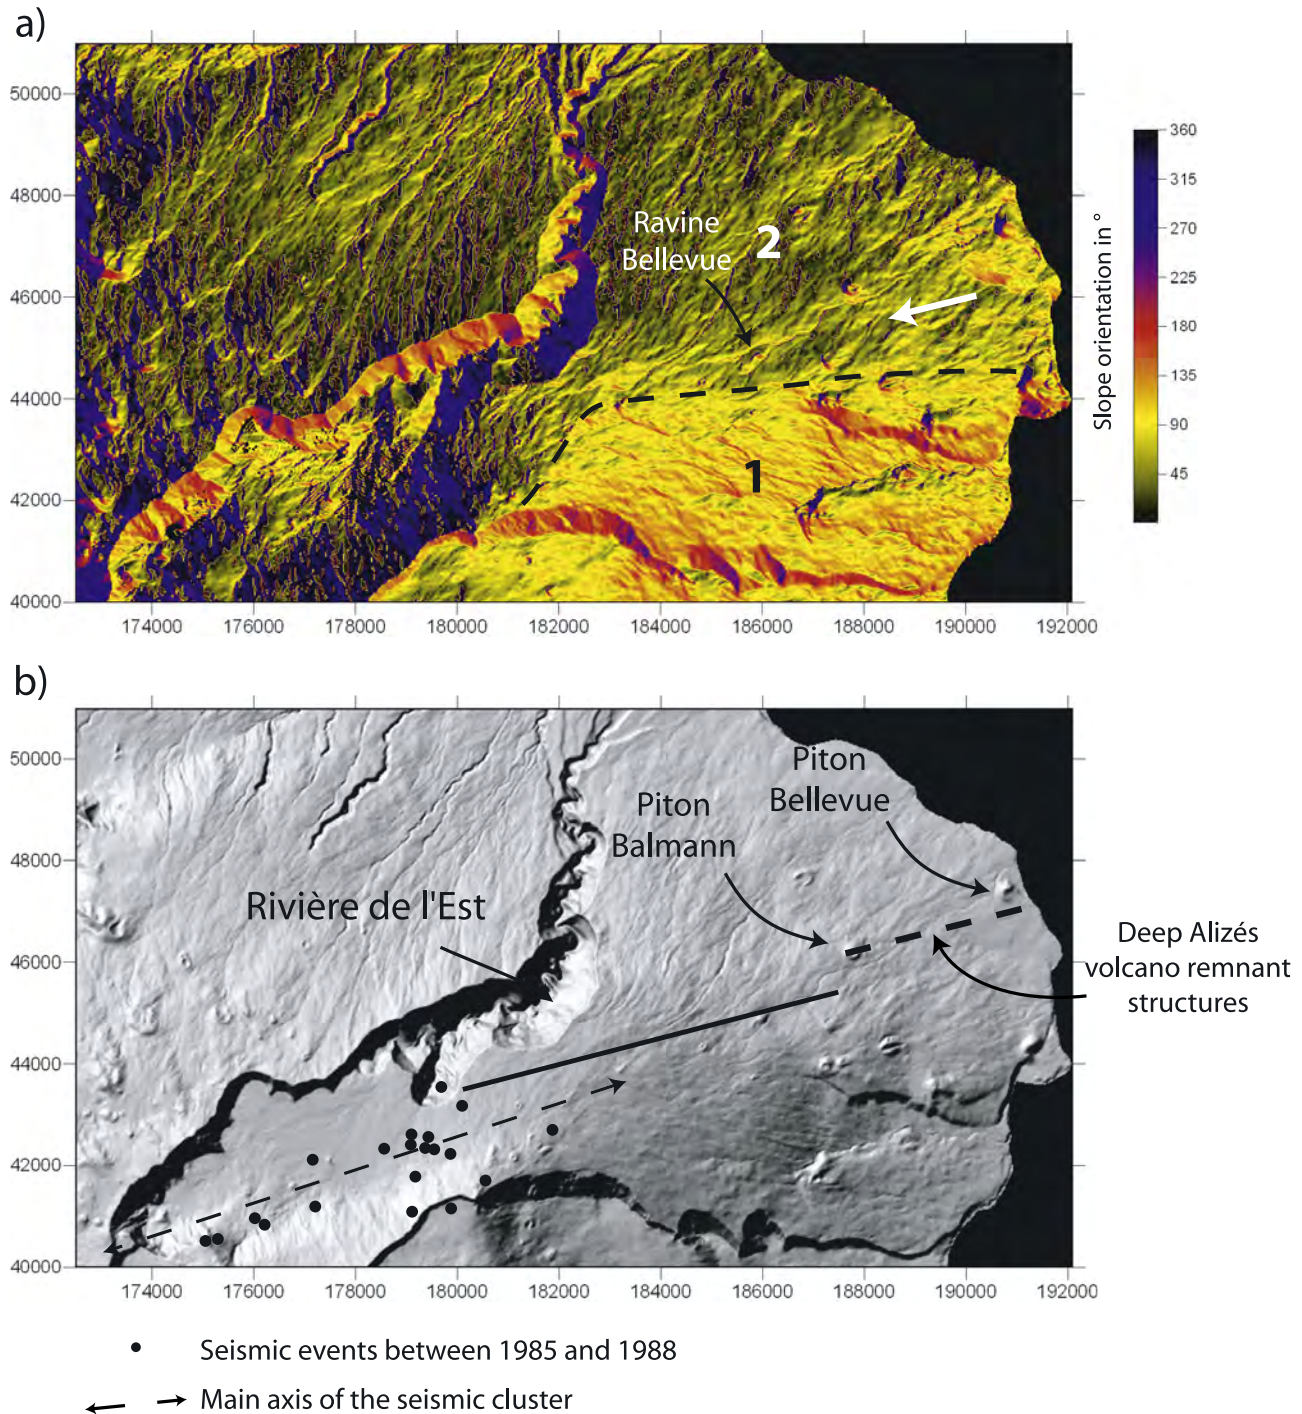 a)
50000
48000
46000
44000
42000
40000
174000 176000 178000 180000 182000 184000 186000 188000 190000 192000
Ravine
Bellevue
2
1
360
315
270
225
180
135
90
45
Slope orientation in °
b)
50000
48000
46000
44000
42000
40000
174000 176000 178000 180000 182000 184000 186000 188000 190000 192000
Piton
Bellevue
Piton
Balmann
Rivière de l'Est
Deep Alizés
volcano remnant
structures
Seismic events between 1985 and 1988
Main axis of the seismic cluster